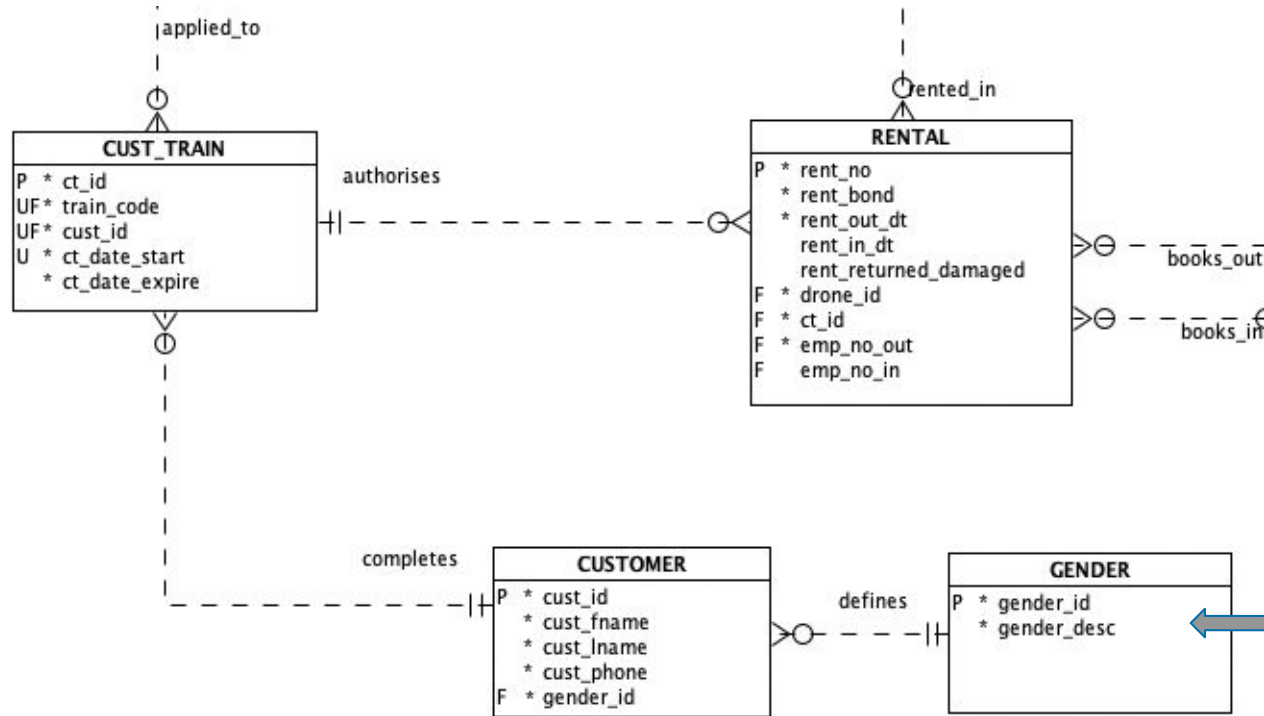 applied_to
rented_in
CUST_TRAIN
P * ct_id
UF* train_code
UF* cust_id
U * ct_date_start
* ct_date_expire
authorises
RENTAL
P * rent_no
* rent_bond
* rent_out_dt
rent_in_dt
rent_returned_damaged
F * drone_id
F * ct_id
F * emp_no_out
F emp_no_in
books_out
books_in
completes
CUSTOMER
P * cust_id
* cust_fname
* cust_lname
* cust_phone
F * gender_id
defines
GENDER
P * gender_id
* gender_desc